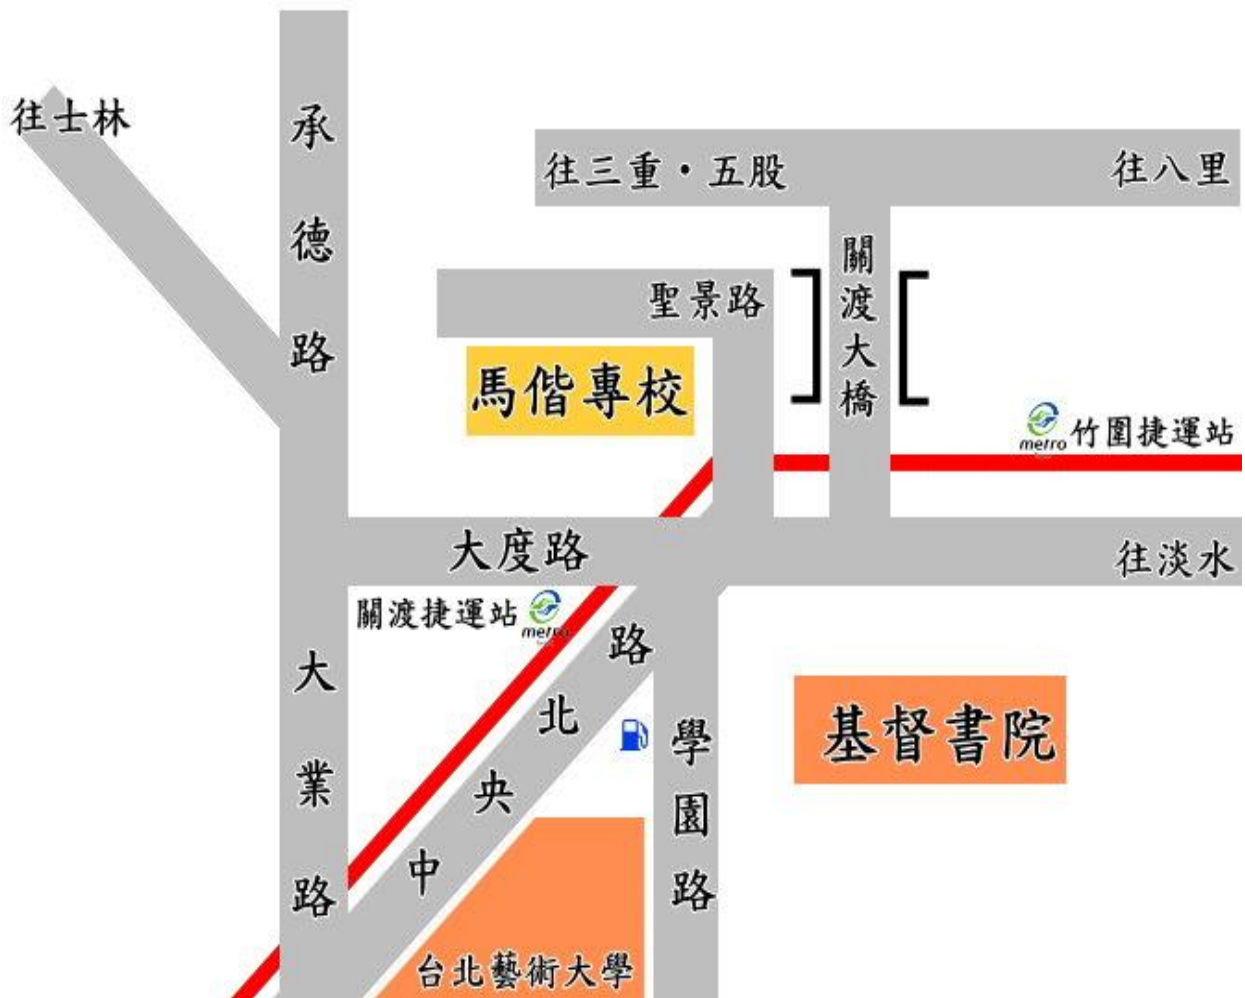 往士林
承德路
往三重・五股
往八里
關渡大橋
聖景路
馬偕專校
metro
竹圍捷運站
大度路
往淡水
關渡捷運站
metro
大業路
中央北路
學園路
基督書院
台北藝術大學